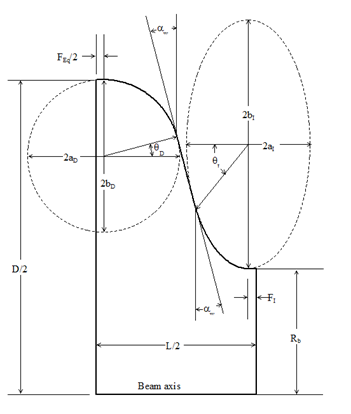 α_w
F_Eq/2
2b_I
θ_D
2a_D
2a_I
θ_I
2b_D
D/2
F_I
α_w
R_b
L/2
Beam axis